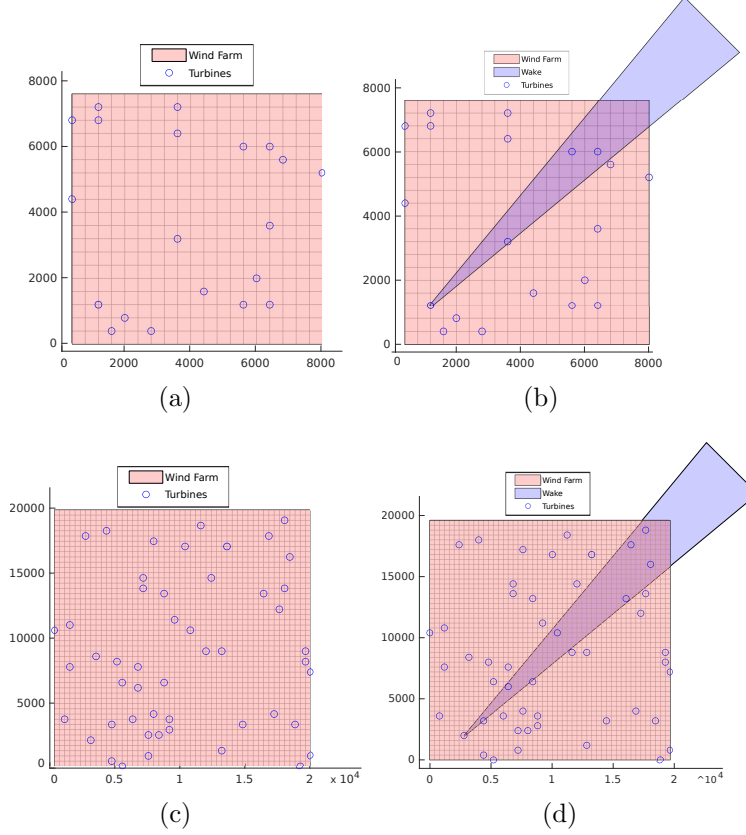 Wind Farm
Turbines
8000
6000
4000
2000
0
0 2000 4000 6000 8000
(a)
Wind Farm
Wake
Turbines
8000
6000
4000
2000
0
0 2000 4000 6000 8000
(b)
Wind Farm
Turbines
20000
15000
10000
5000
0
0 0.5 1 1.5 2 x 10^4
(c)
Wind Farm
Wake
Turbines
20000
15000
10000
5000
0
0 0.5 1 1.5 2 ^10^4
(d)